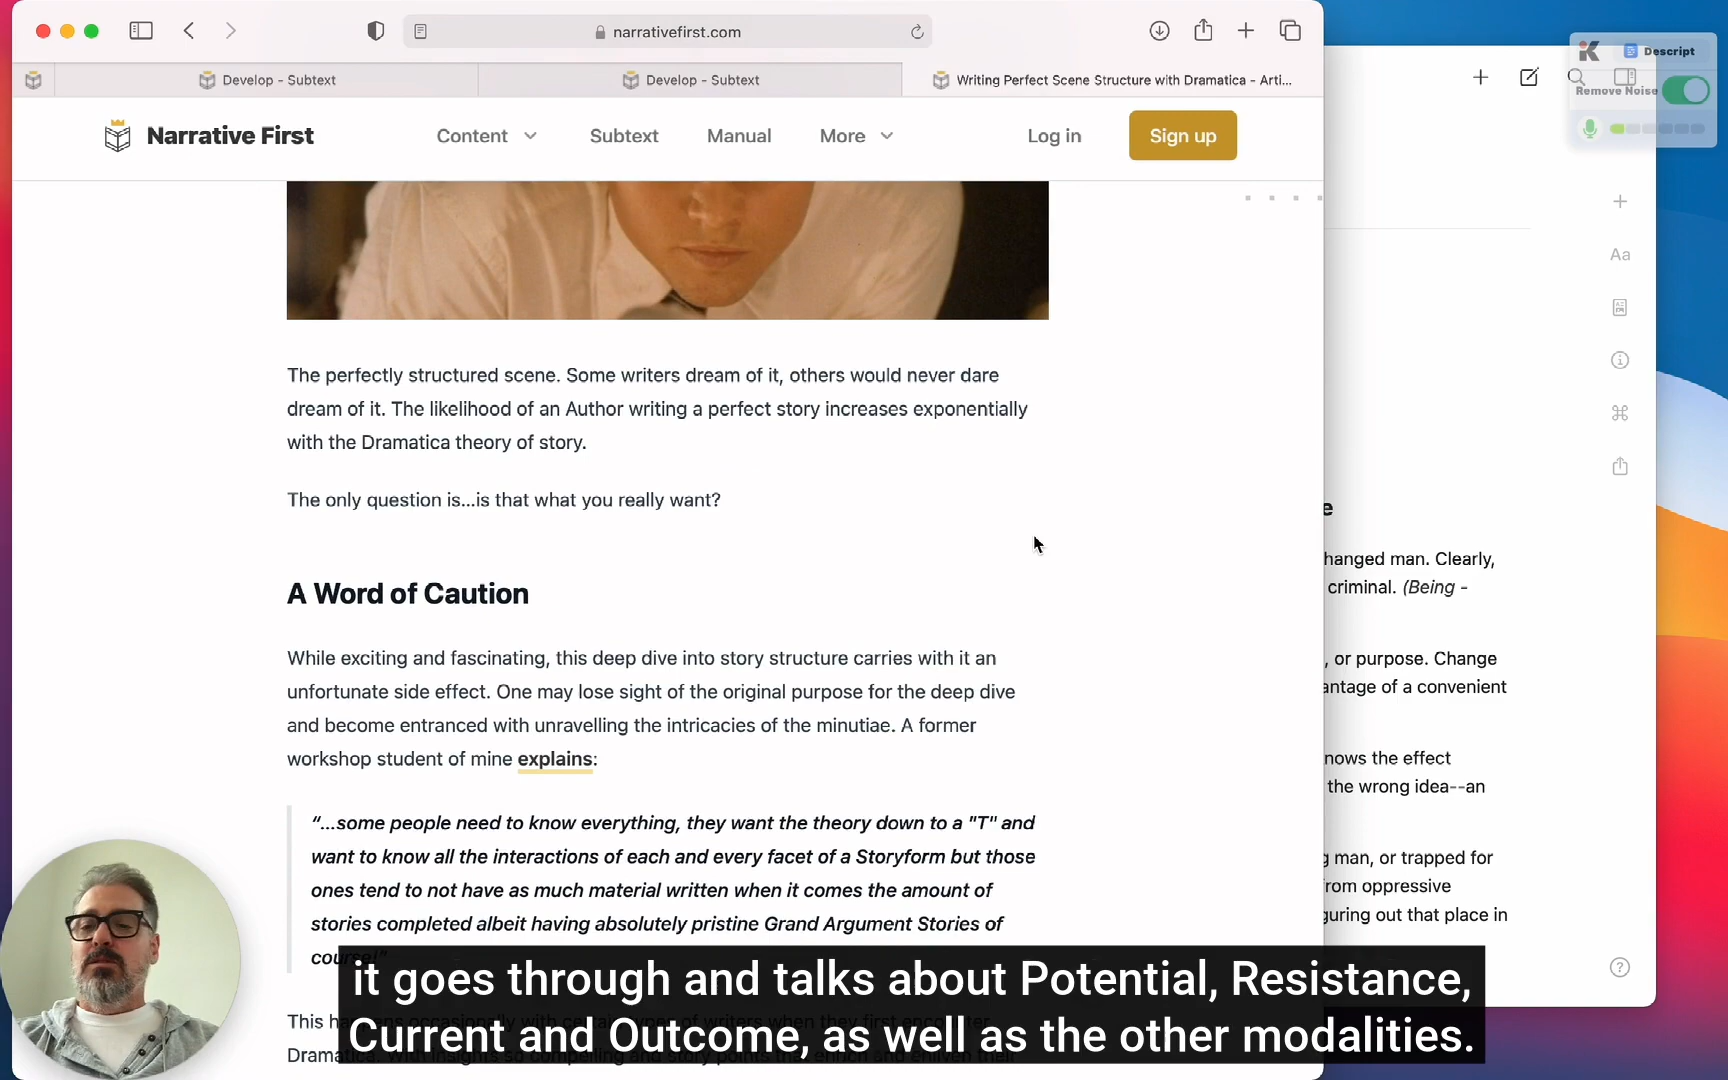 narrativefirst.com
Develop - Subtext
Develop - Subtext
Writing Perfect Scene Structure with Dramatica - Arti...
Descript
Remove Noise
Narrative First
Content
Subtext
Manual
More
Log in
Sign up
The perfectly structured scene. Some writers dream of it, others would never dare
dream of it. The likelihood of an Author writing a perfect story increases exponentially
with the Dramatica theory of story.
The only question is...is that what you really want?
A Word of Caution
While exciting and fascinating, this deep dive into story structure carries with it an
unfortunate side effect. One may lose sight of the original purpose for the deep dive
and become entranced with unravelling the intricacies of the minutiae. A former
workshop student of mine explains:
“...some people need to know everything, they want the theory down to a "T" and
want to know all the interactions of each and every facet of a Storyform but those
ones tend to not have as much material written when it comes the amount of
stories completed albeit having absolutely pristine Grand Argument Stories of
Aa
e
hanged man. Clearly,
criminal. (Being -
, or purpose. Change
antage of a convenient
nows the effect
the wrong idea--an
g man, or trapped for
from oppressive
guring out that place in
it goes through and talks about Potential, Resistance,
Current and Outcome, as well as the other modalities.